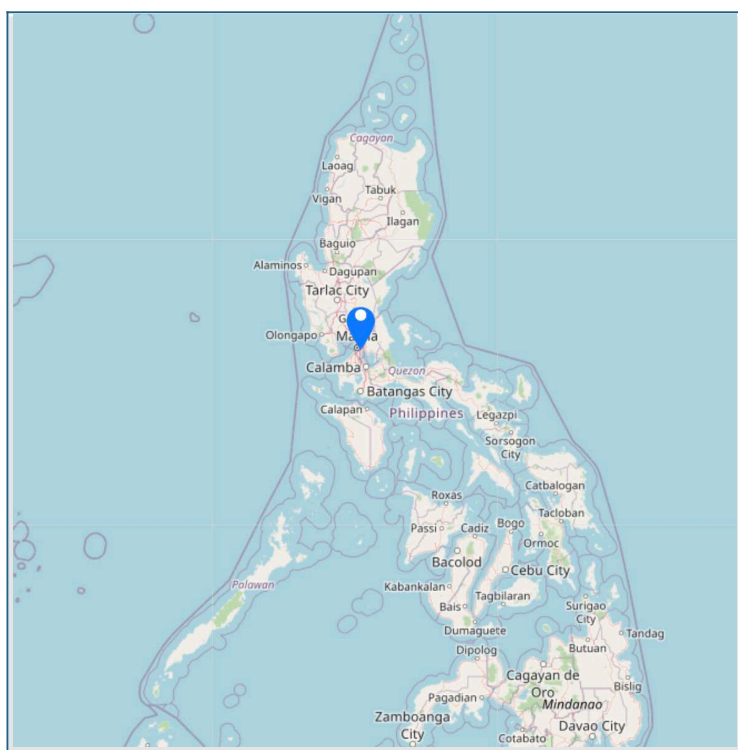 Cagayan
Laoag
Tabuk
Vigan
Ilagan
Baguio
Alaminos
Dagupan
Tarlac City
Olongapo
Calamba
Quezon
Batangas City
Calapan
Philippines
Legazpi
Sorsogon
City
Catbalogan
Roxas
Tacloban
Passi
Cadiz
Bogo
Ormoc
Bacolod
Cebu City
Palawan
Kabankalan
Tagbilaran
Bais
Surigao
City
Dumaguete
Tandag
Butuan
Dipolog
Cagayan de
Oro
Bislig
Pagadian
Mindanao
Zamboanga
City
Davao City
Cotabato